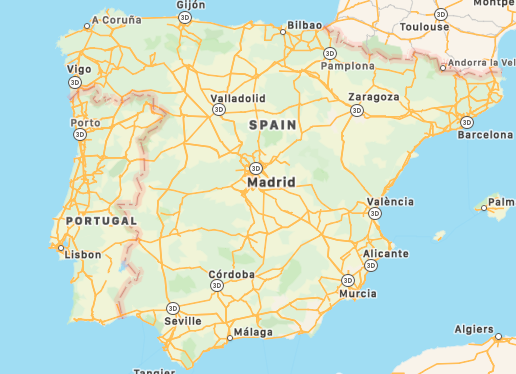 Gijón
Montpe
A Coruña
3D
3D
Bilbao
Toulouse
3D
Pamplona
Andorra la Vel
Vigo
3D
Valladolid
3D
Zaragoza
3D
Porto
3D
SPAIN
3D
Barcelona
3D
Madrid
València
3D
Palm
PORTUGAL
Lisbon
Alicante
3D
Córdoba
3D
3D
Murcia
3D
Seville
Málaga
Algiers
Tangier